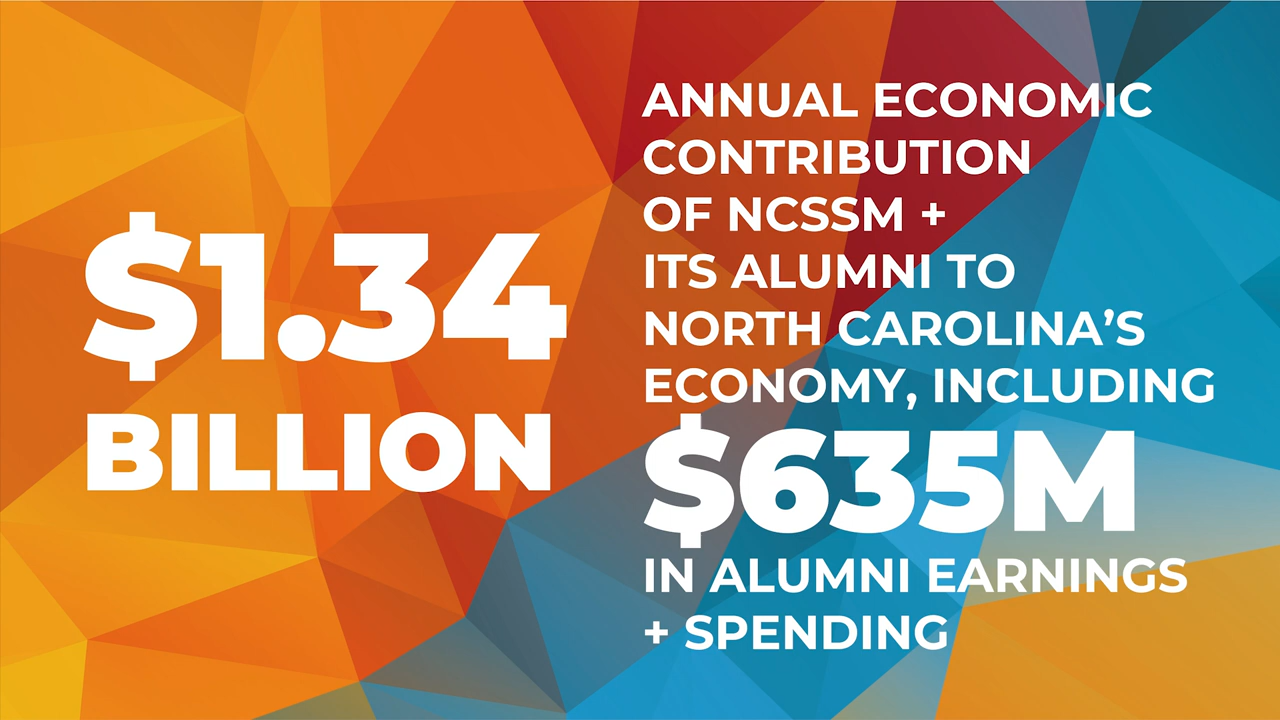 $1.34
BILLION
ANNUAL ECONOMIC
CONTRIBUTION
OF NCSSM +
ITS ALUMNI TO
NORTH CAROLINA’S
ECONOMY, INCLUDING
$635M
IN ALUMNI EARNINGS
+ SPENDING